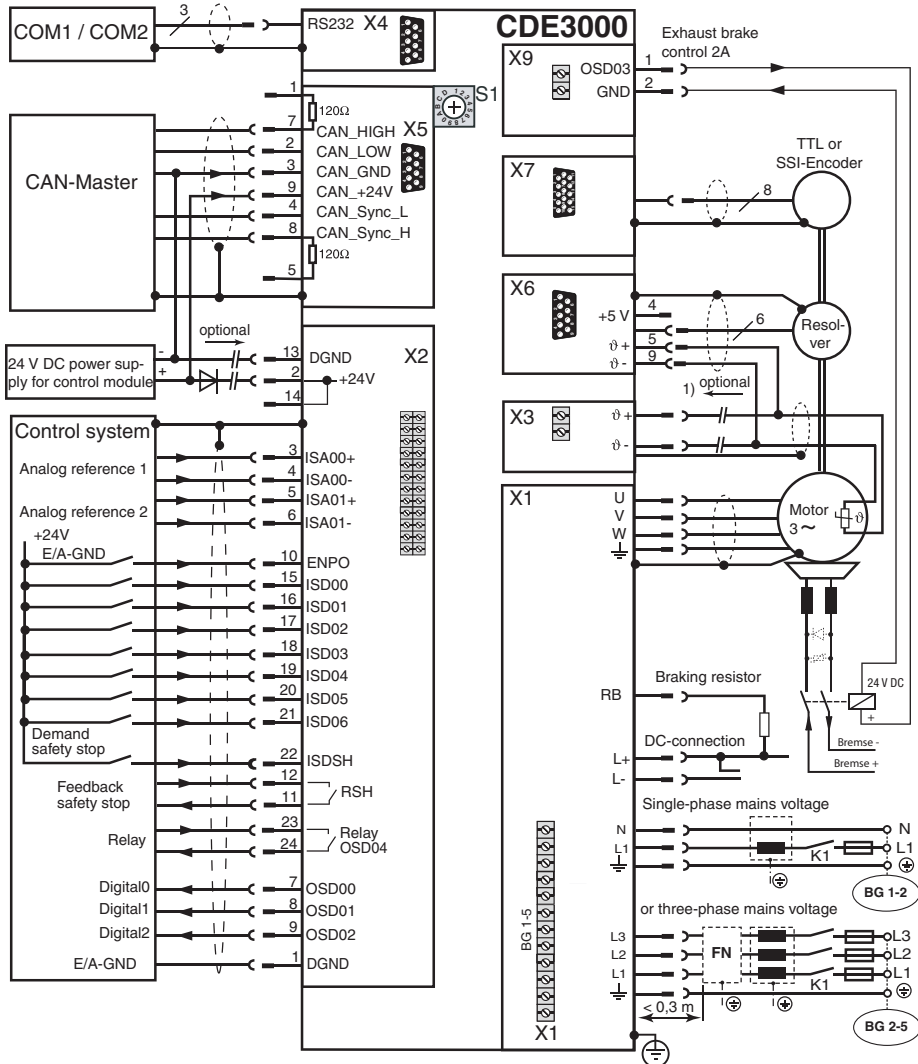 COM1 / COM2
3
RS232
X4
CDE3000
X9
OSD03
GND
1
2
Exhaust brake
control 2A
S1
1
120Ω
X5
7
CAN_HIGH
2
CAN_LOW
3
CAN_GND
9
CAN_+24V
4
CAN_Sync_L
8
CAN_Sync_H
120Ω
5
CAN-Master
X7
8
TTL or
SSI-Encoder
X6
+5 V
4
6
ϑ+
5
ϑ-
9
Resol-
ver
1) optional
X3
ϑ+
ϑ-
optional
24 V DC power sup-
ply for control module
-
+
13
DGND
2
+24V
14
X2
Control system
Analog reference 1
3
ISA00+
4
ISA00-
5
ISA01+
Analog reference 2
6
ISA01-
+24V
E/A-GND
10
ENPO
15
ISD00
16
ISD01
17
ISD02
18
ISD03
19
ISD04
20
ISD05
21
ISD06
Demand
safety stop
22
ISDSH
Feedback
safety stop
12
11
RSH
Relay
23
24
Relay
OSD04
Digital0
7
OSD00
Digital1
8
OSD01
Digital2
9
OSD02
E/A-GND
1
DGND
X1
U
V
W
Motor
3 ~
ϑ
24 V DC
+
Bremse -
Bremse +
RB
Braking resistor
L+
L-
DC-connection
Single-phase mains voltage
N
N
L1
K1
L1
BG 1-2
or three-phase mains voltage
L3
L3
L2
FN
L2
L1
K1
L1
< 0,3 m
BG 2-5
BG 1-5
X1